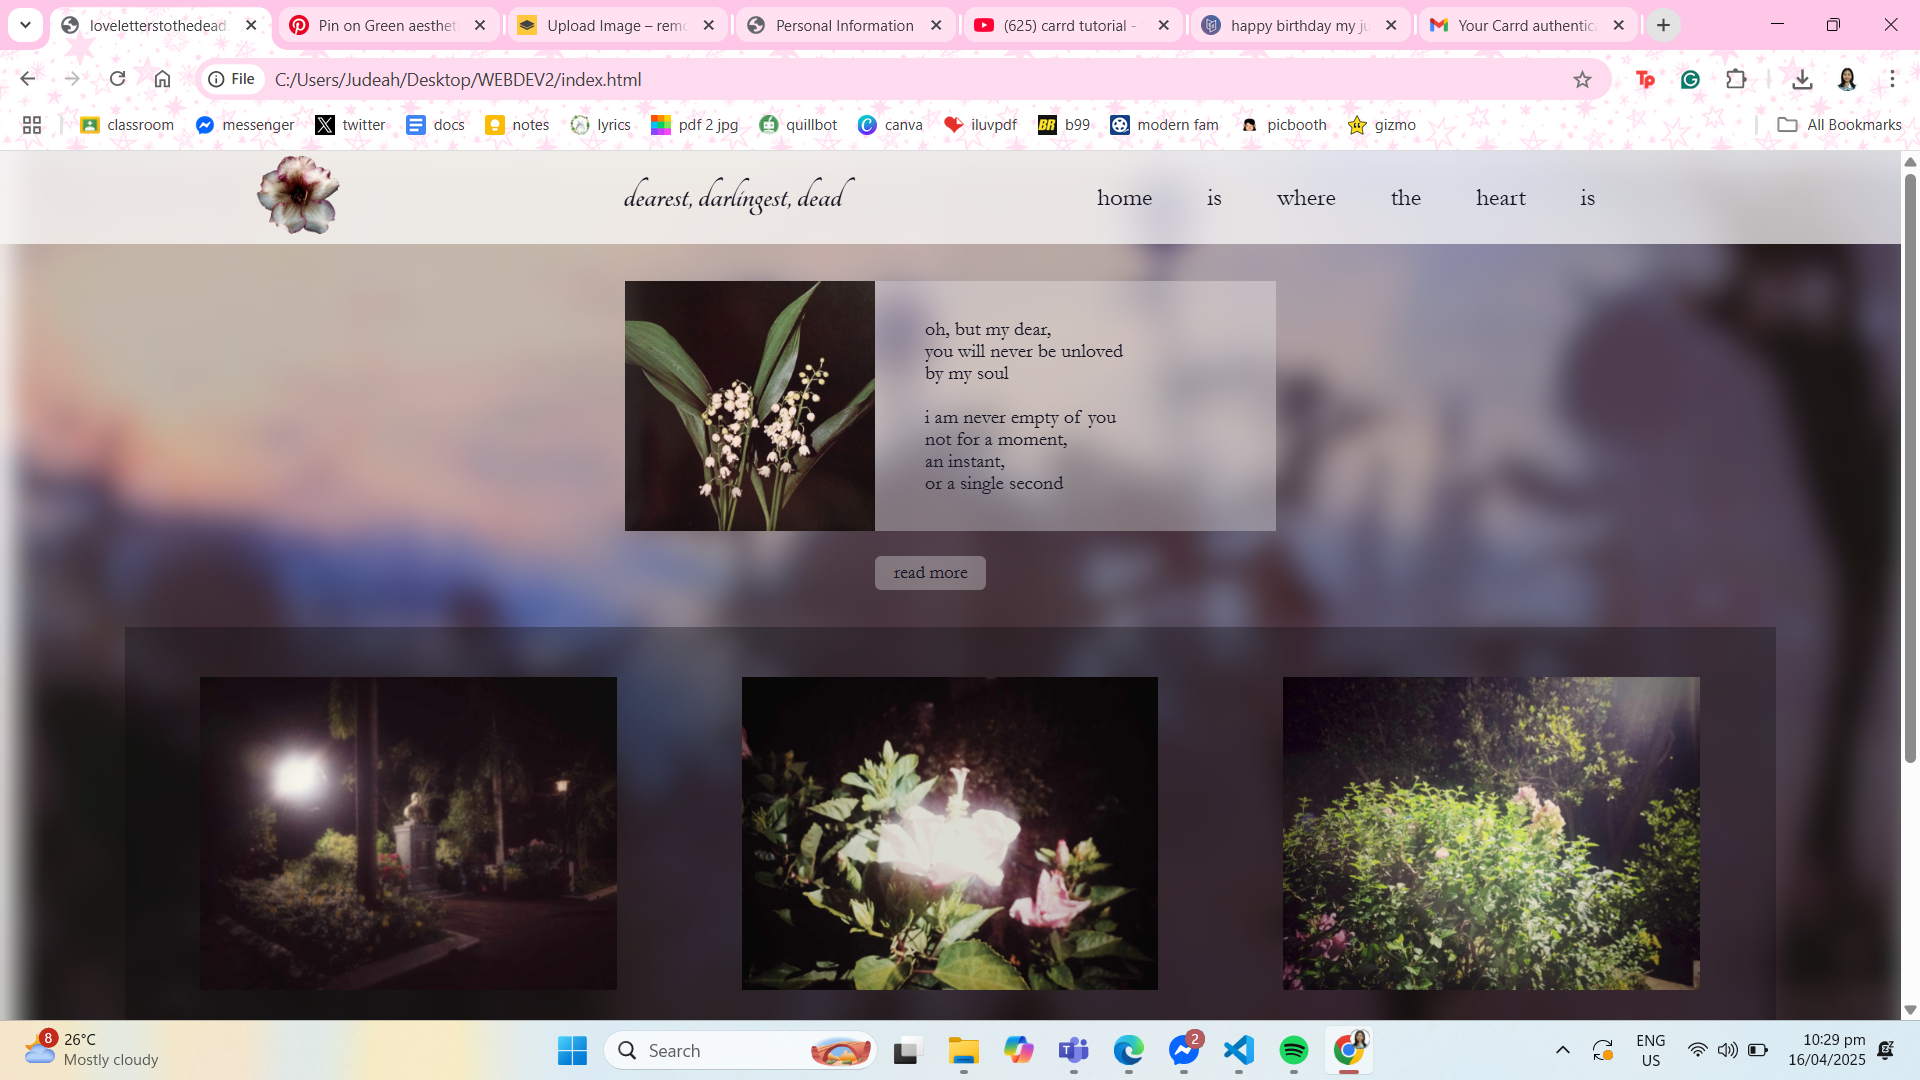 loveletterstothedead
Pin on Green aesthet
Upload Image – remo
Personal Information
(625) carrd tutorial -
happy birthday my ju
Your Carrd authentica
File
C:/Users/Judeah/Desktop/WEBDEV2/index.html
classroom
messenger
twitter
docs
notes
lyrics
pdf 2 jpg
quillbot
canva
iluvpdf
b99
modern fam
picbooth
gizmo
All Bookmarks
dearest, darlingest, dead
home is where the heart is
oh, but my dear,
you will never be unloved
by my soul
i am never empty of you
not for a moment,
an instant,
or a single second
read more
8
26°C
Mostly cloudy
Search
2
ENG
US
10:29 pm
16/04/2025